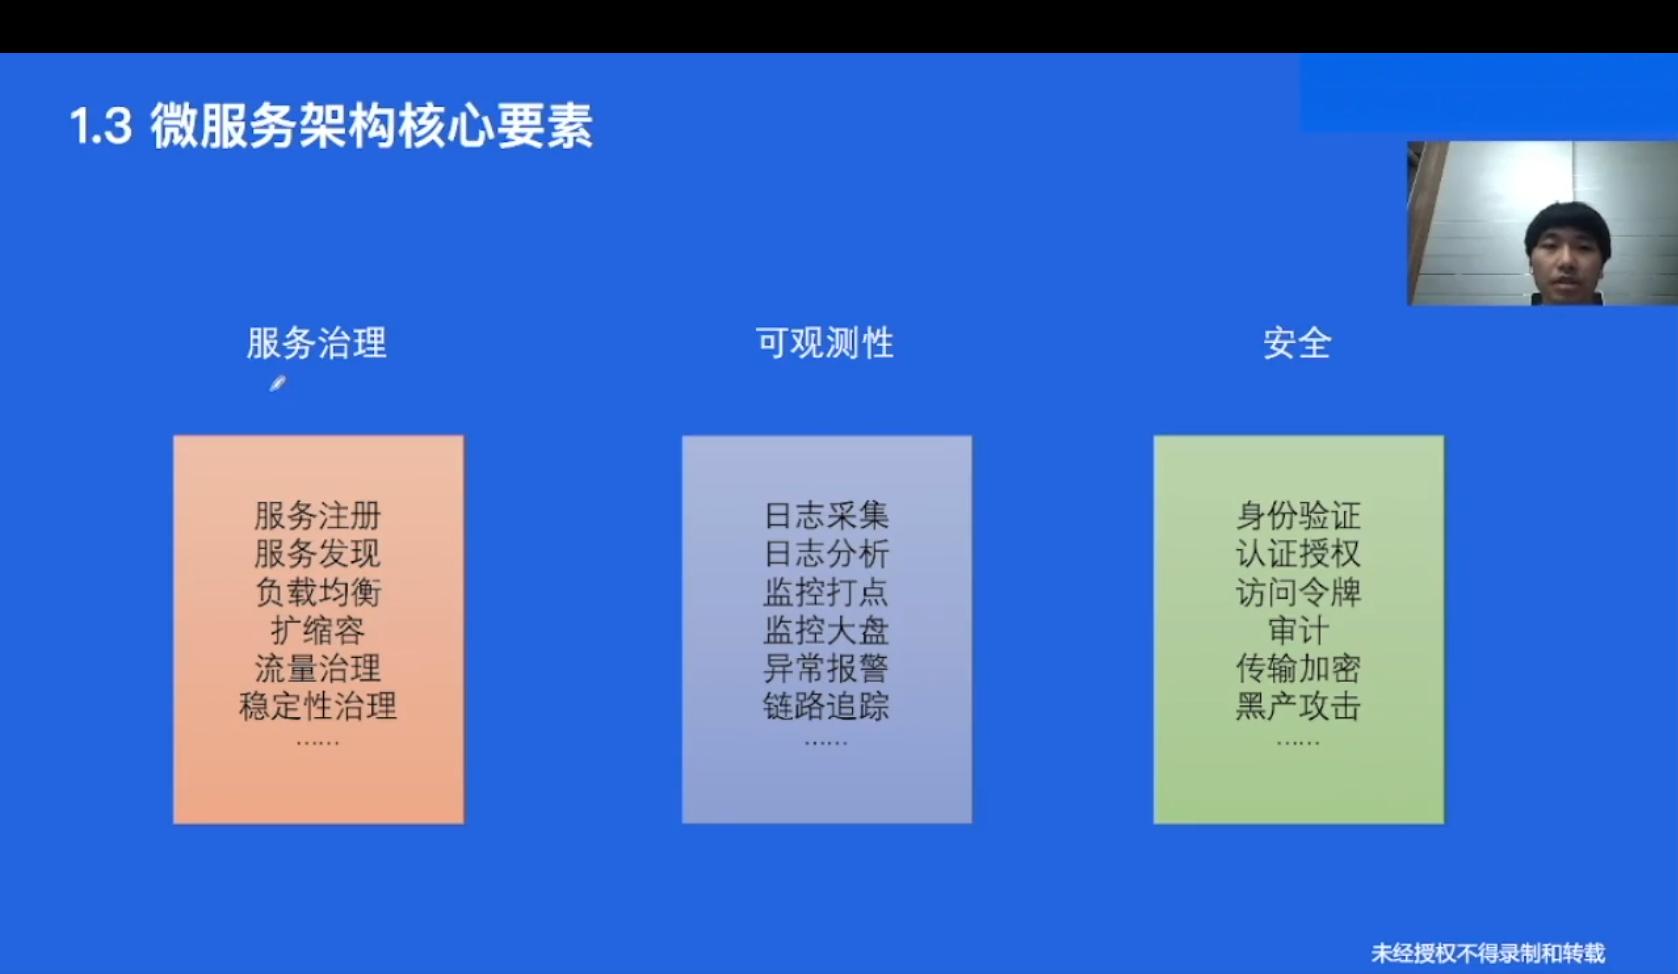 1.3 微服务架构核心要素
服务治理
服务注册
服务发现
负载均衡
扩缩容
流量治理
稳定性治理
……
可观测性
日志采集
日志分析
监控打点
监控大盘
异常报警
链路追踪
……
安全
身份验证
认证授权
访问令牌
审计
传输加密
黑产攻击
……
未经授权不得录制和转载